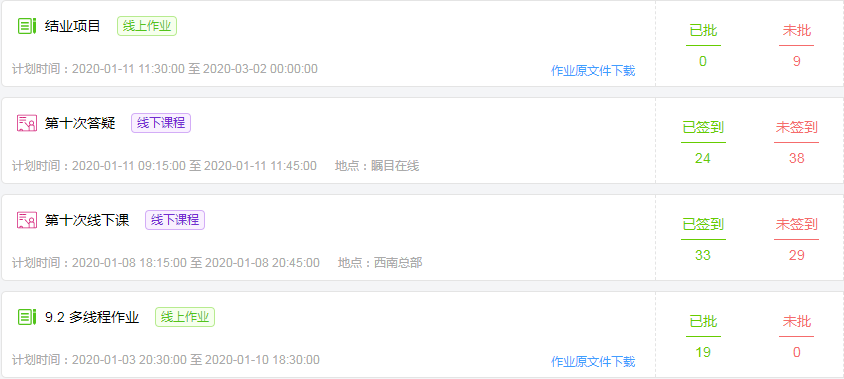 结业项目 线上作业 已批 未批
0 9
计划时间：2020-01-11 11:30:00 至 2020-03-02 00:00:00 作业原文件下载
第十次答疑 线下课程 已签到 未签到
24 38
计划时间：2020-01-11 09:15:00 至 2020-01-11 11:45:00 地点：瞩目在线
第十次线下课 线下课程 已签到 未签到
33 29
计划时间：2020-01-08 18:15:00 至 2020-01-08 20:45:00 地点：西南总部
9.2 多线程作业 线上作业 已批 未批
19 0
计划时间：2020-01-03 20:30:00 至 2020-01-10 18:30:00 作业原文件下载